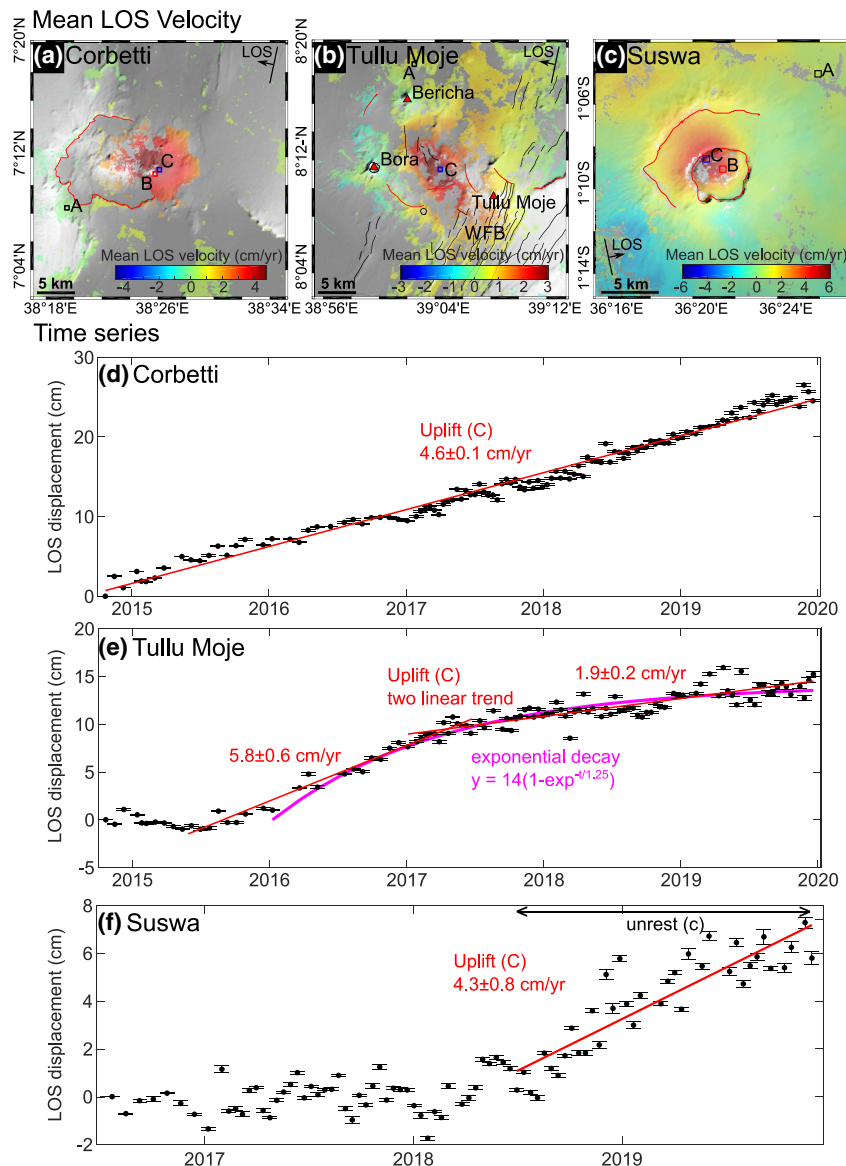 Mean LOS Velocity
(a) Corbetti
LOS
7°20'N
7°12'N
7°04'N
A
B
C
Mean LOS velocity (cm/yr)
-4 -2 0 2 4
5 km
38°18'E 38°26'E 38°34'E
(b) Tullu Moje
LOS
8°20'N
8°12'N
8°04'N
A
Bericha
Bora
C
Tullu Moje
WFB
Mean LOS velocity (cm/yr)
-3 -2 -1 0 1 2 3
5 km
38°56'E 39°04'E 39°12'E
(c) Suswa
A
1°06'S
1°10'S
1°14'S
C
B
LOS
Mean LOS velocity (cm/yr)
-6 -4 -2 0 2 4 6
5 km
36°16'E 36°20'E 36°24'E
Time series
(d) Corbetti
LOS displacement (cm)
30
20
10
0
Uplift (C)
4.6±0.1 cm/yr
2015 2016 2017 2018 2019 2020
(e) Tullu Moje
LOS displacement (cm)
20
15
10
5
0
-5
Uplift (C)
two linear trend
1.9±0.2 cm/yr
5.8±0.6 cm/yr
exponential decay
y = 14(1-exp^-t/1.25)
2015 2016 2017 2018 2019 2020
(f) Suswa
LOS displacement (cm)
8
6
4
2
0
-2
unrest (c)
Uplift (C)
4.3±0.8 cm/yr
2017 2018 2019